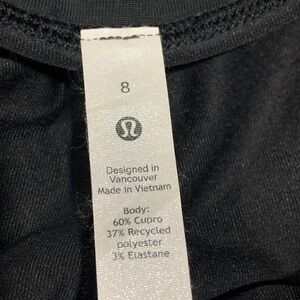 8
Designed in
Vancouver
Made in Vietnam
Body:
60% Cupro
37% Recycled
polyester
3% Elastane